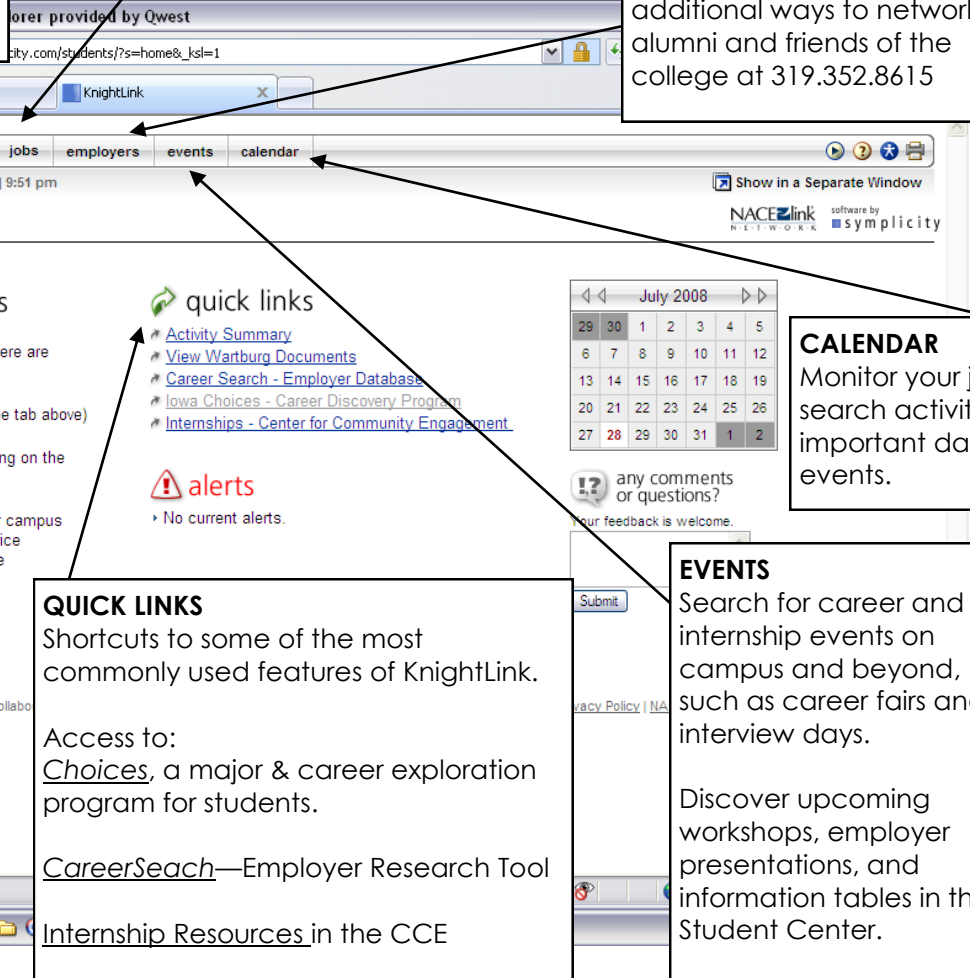 orer provided by Qwest
additional ways to network
alumni and friends of the
college at 319.352.8615
city.com/students/?s=home&_ksl=1
KnightLink
jobs employers events calendar
9:51 pm
Show in a Separate Window
NACElink
N·E·T·W·O·R·K
software by
symplicity
s
quick links
Activity Summary
View Wartburg Documents
Career Search - Employer Database
Iowa Choices - Career Discovery Program
Internships - Center for Community Engagement
ere are
e tab above)
ng on the
campus
ice
e
alerts
No current alerts.
July 2008
29 30 1 2 3 4 5
6 7 8 9 10 11 12
13 14 15 16 17 18 19
20 21 22 23 24 25 26
27 28 29 30 31 1 2
any comments
or questions?
Your feedback is welcome.
Submit
CALENDAR
Monitor your j
search activit
important da
events.
QUICK LINKS
Shortcuts to some of the most
commonly used features of KnightLink.
Access to:
Choices, a major & career exploration
program for students.
CareerSeach—Employer Research Tool
Internship Resources in the CCE
EVENTS
Search for career and
internship events on
campus and beyond,
such as career fairs an
interview days.
Discover upcoming
workshops, employer
presentations, and
information tables in th
Student Center.
ollabo
vacy Policy | NA